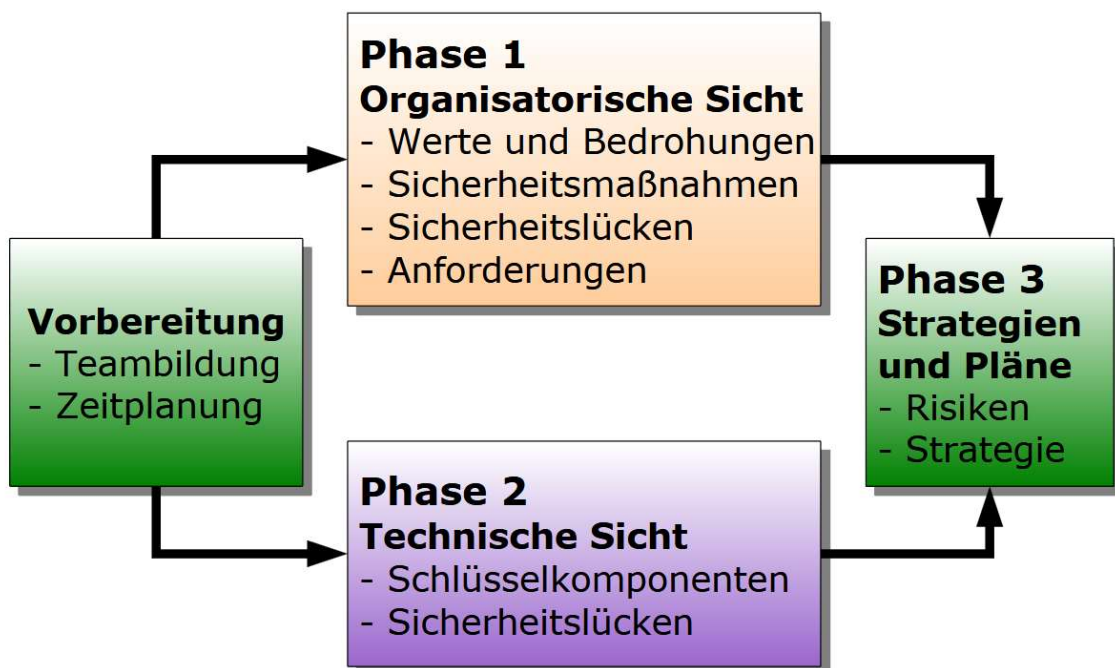 Phase 1
Organisatorische Sicht
- Werte und Bedrohungen
- Sicherheitsmaßnahmen
- Sicherheitslücken
- Anforderungen
Vorbereitung
- Teambildung
- Zeitplanung
Phase 2
Technische Sicht
- Schlüsselkomponenten
- Sicherheitslücken
Phase 3
Strategien
und Pläne
- Risiken
- Strategie